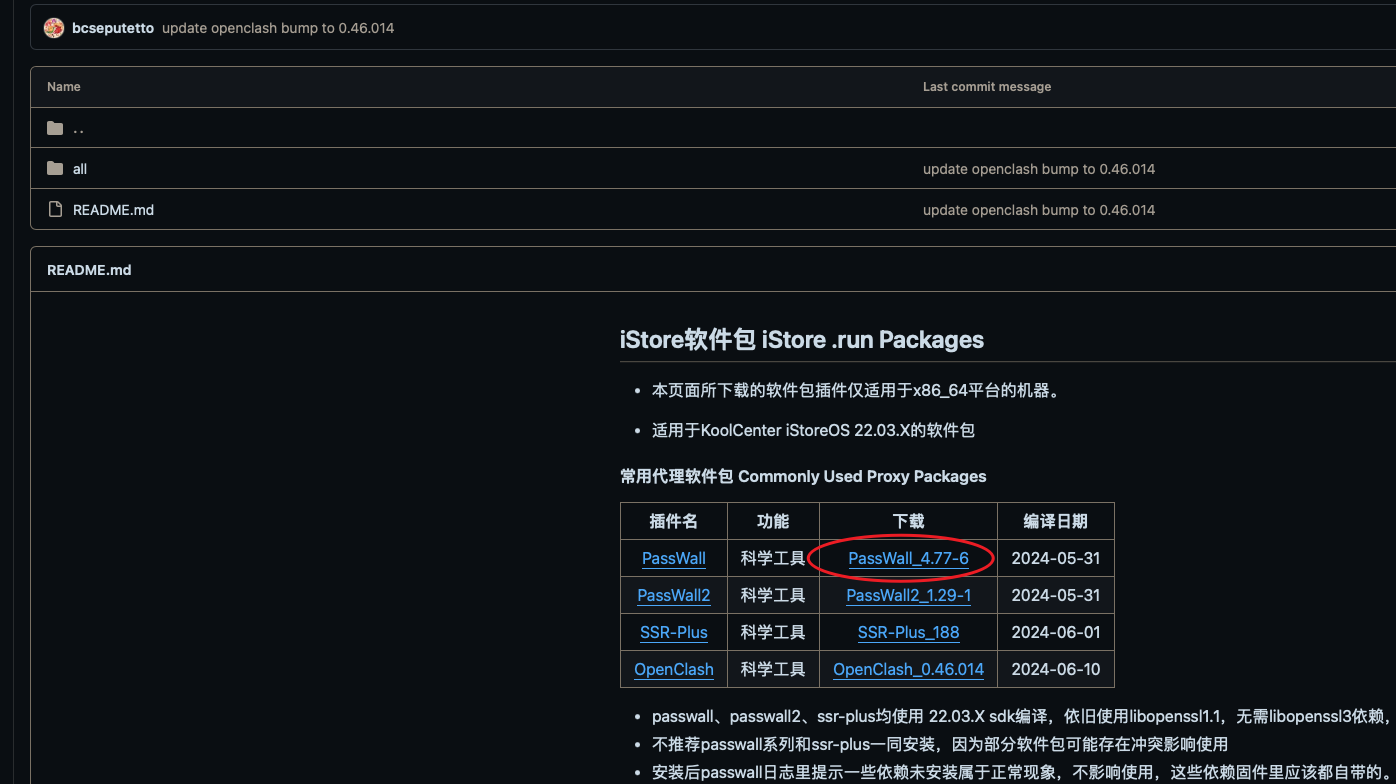 bcseputetto update openclash bump to 0.46.014
Name Last commit message
..
all update openclash bump to 0.46.014
README.md update openclash bump to 0.46.014
README.md
iStore软件包 iStore .run Packages
本页面所下载的软件包插件仅适用于x86_64平台的机器。
适用于KoolCenter iStoreOS 22.03.X的软件包
常用代理软件包 Commonly Used Proxy Packages
插件名 功能 下载 编译日期
PassWall 科学工具 PassWall_4.77-6 2024-05-31
PassWall2 科学工具 PassWall2_1.29-1 2024-05-31
SSR-Plus 科学工具 SSR-Plus_188 2024-06-01
OpenClash 科学工具 OpenClash_0.46.014 2024-06-10
passwall、passwall2、ssr-plus均使用 22.03.X sdk编译，依旧使用libopenssl1.1，无需libopenssl3依赖，
不推荐passwall系列和ssr-plus一同安装，因为部分软件包可能存在冲突影响使用
安装后passwall日志里提示一些依赖未安装属于正常现象，不影响使用，这些依赖固件里应该都自带的